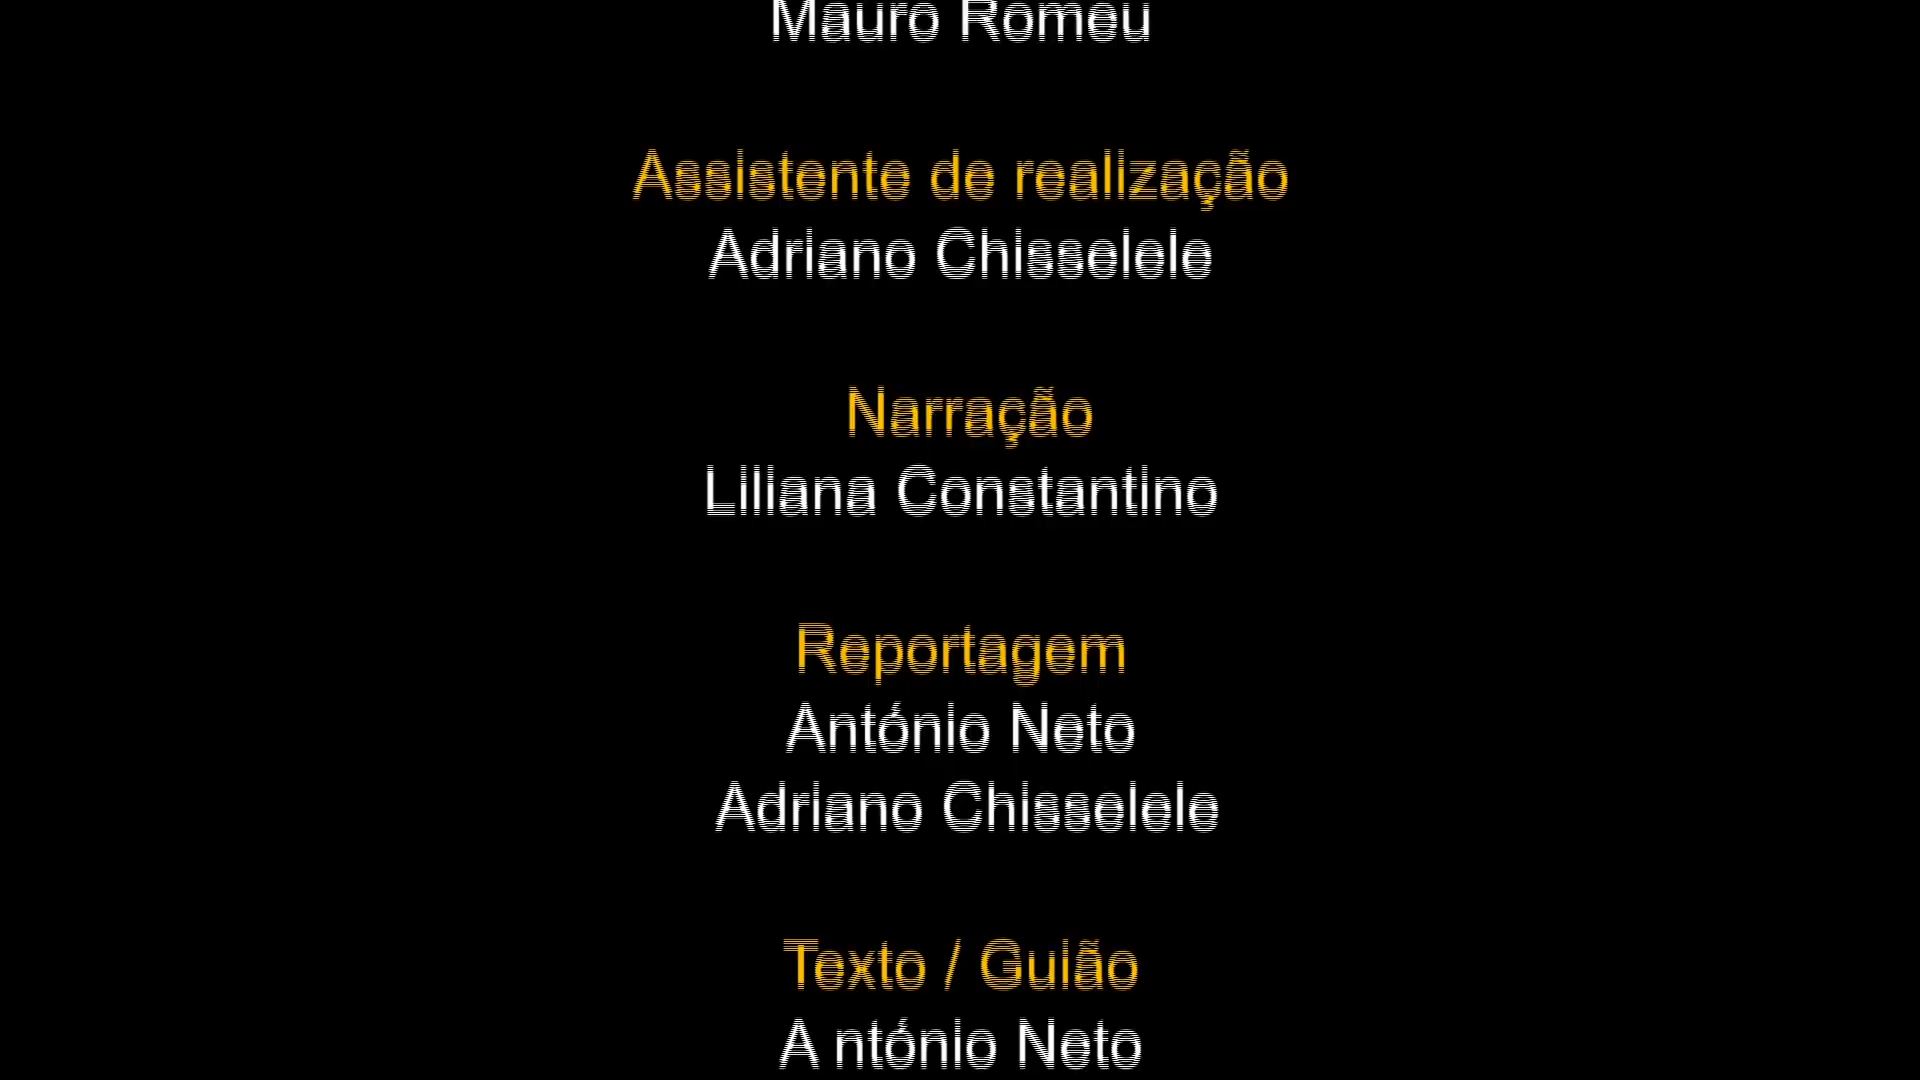 Mauro Romeu
Assistente de realização
Adriano Chisselele
Narração
Liliana Constantino
Reportagem
António Neto
Adriano Chisselele
Texto / Guião
A ntónio Neto